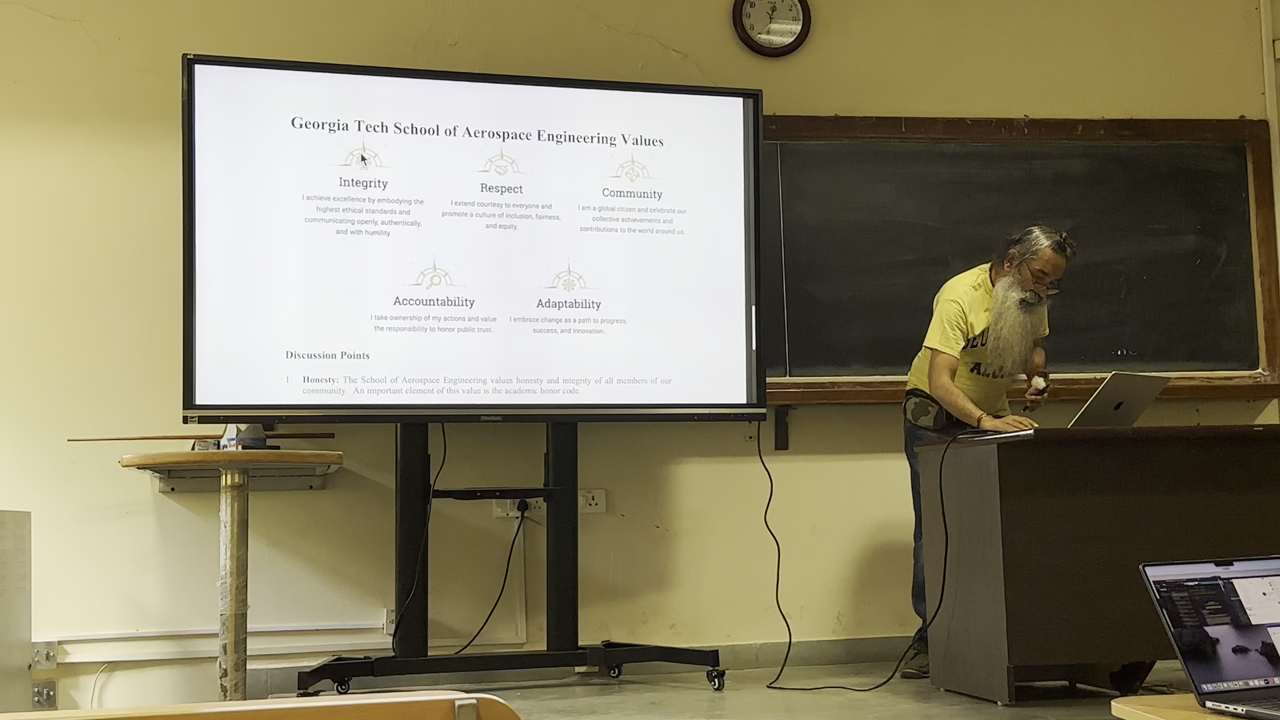 Georgia Tech School of Aerospace Engineering Values
Integrity
I achieve excellence by embodying the
highest ethical standards and
communicating openly, authentically,
and with humility.
Respect
I extend courtesy to everyone and
promote a culture of inclusion, fairness,
and equity.
Community
I am a global citizen and celebrate our
collective achievements and
contributions to the world around us.
Accountability
I take ownership of my actions and value
the responsibility to honor public trust.
Adaptability
I embrace change as a path to progress,
success, and innovation.
Discussion Points
1. Honesty: The School of Aerospace Engineering values honesty and integrity of all members of our
community. An important element of this value is the academic honor code.